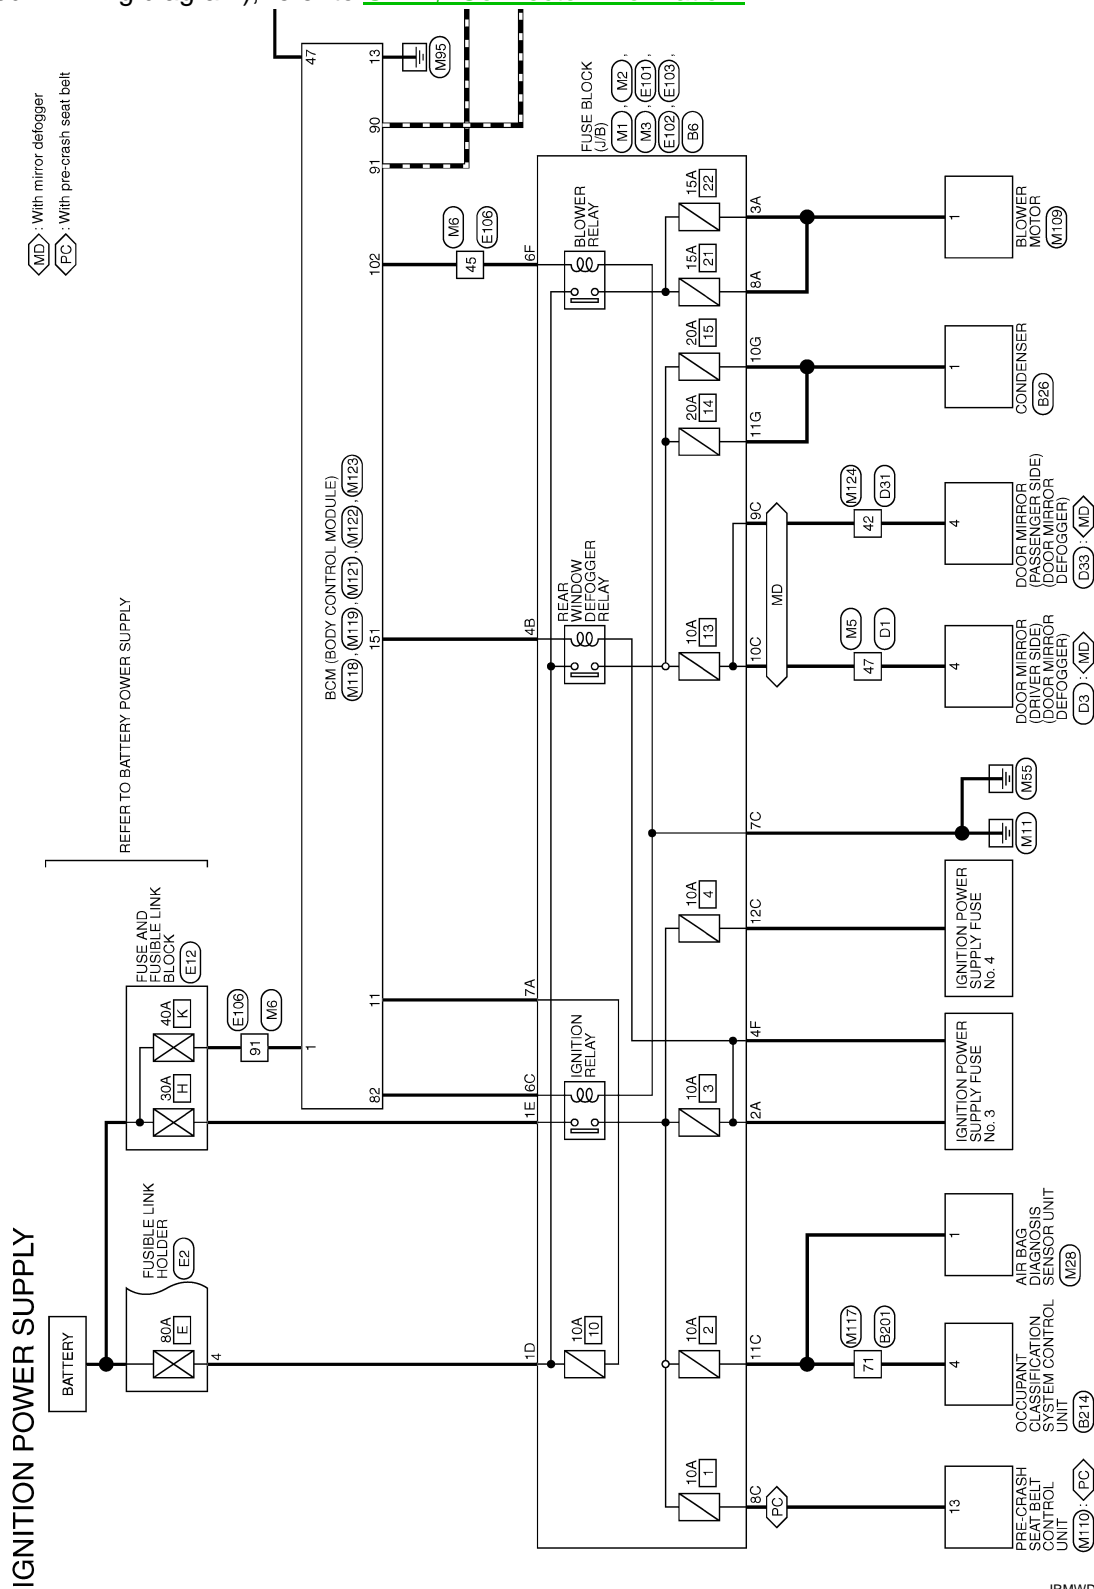 IGNITION POWER SUPPLY
MD : With mirror defogger
PC : With pre-crash seat belt
REFER TO BATTERY POWER SUPPLY
BATTERY
80A
E
4
FUSIBLE LINK
HOLDER
E2
30A
H
40A
K
FUSE AND
FUSIBLE LINK
BLOCK
E12
91
E106
M6
1
82
11
151
102
91
90
13
47
M95
BCM (BODY CONTROL MODULE)
M118 , M119 , M121 , M122 , M123
45
M6
E106
1D
1E
6C
7A
4B
6F
FUSE BLOCK
(J/B)
M1 , M2 ,
M3 , E101 ,
E102 , E103 ,
B6
10A
10
IGNITION
RELAY
REAR
WINDOW
DEFOGGER
RELAY
BLOWER
RELAY
10A
1
10A
2
10A
3
10A
4
10A
13
20A
14
20A
15
15A
21
15A
22
8C
11C
2A
4F
12C
7C
10C
9C
11G
10G
8A
3A
PC
MD
71
M117
B201
47
M5
D1
42
M124
D31
M11
M55
13
PRE-CRASH
SEAT BELT
CONTROL
UNIT
M110 : PC
4
OCCUPANT
CLASSIFICATION
SYSTEM CONTROL
UNIT
B214
1
AIR BAG
DIAGNOSIS
SENSOR UNIT
M28
IGNITION POWER
SUPPLY FUSE
No. 3
IGNITION POWER
SUPPLY FUSE
No. 4
4
DOOR MIRROR
(DRIVER SIDE)
(DOOR MIRROR
DEFOGGER)
D3 : MD
4
DOOR MIRROR
(PASSENGER SIDE)
(DOOR MIRROR
DEFOGGER)
D33 : MD
1
CONDENSER
B26
1
BLOWER
MOTOR
M109